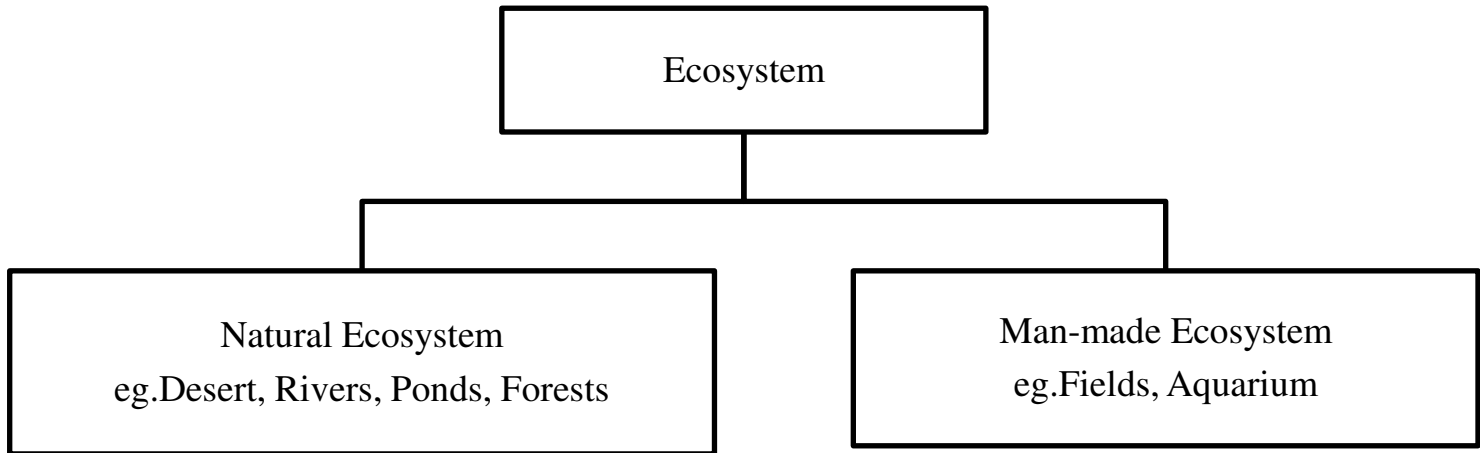 Ecosystem
Natural Ecosystem
eg.Desert, Rivers, Ponds, Forests
Man-made Ecosystem
eg.Fields, Aquarium